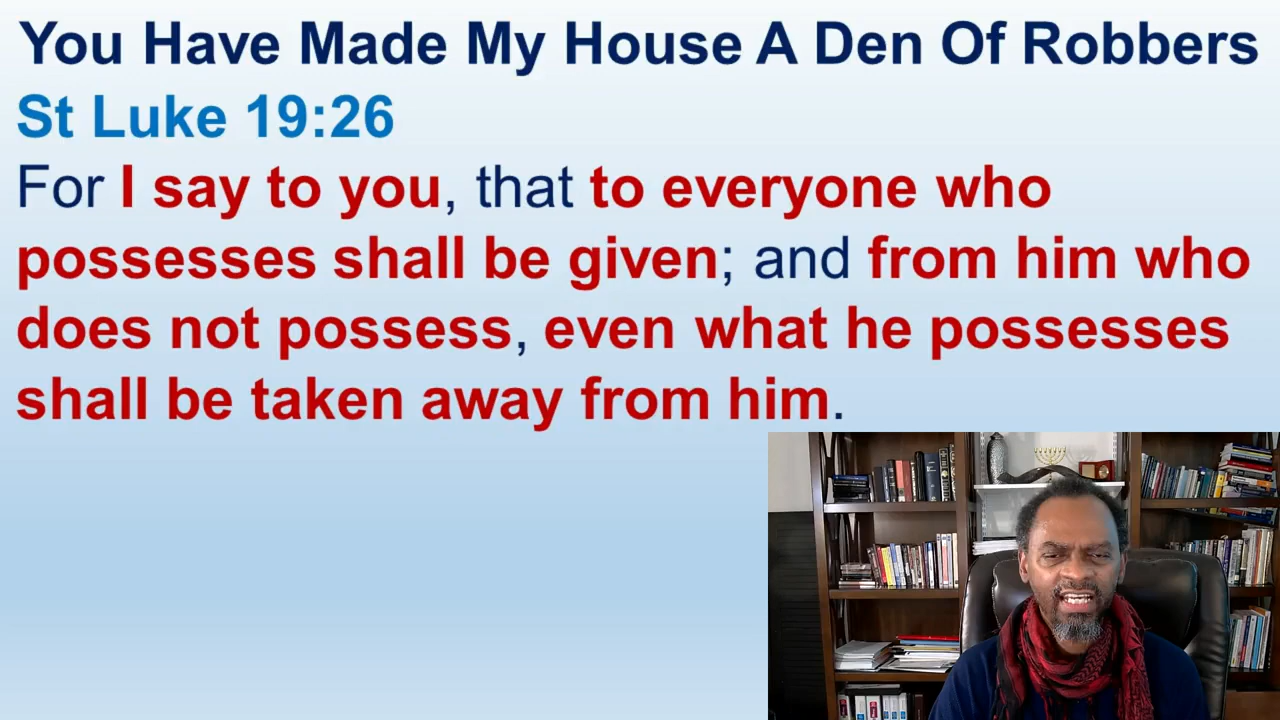 You Have Made My House A Den Of Robbers
St Luke 19:26
For I say to you, that to everyone who
possesses shall be given; and from him who
does not possess, even what he possesses
shall be taken away from him.